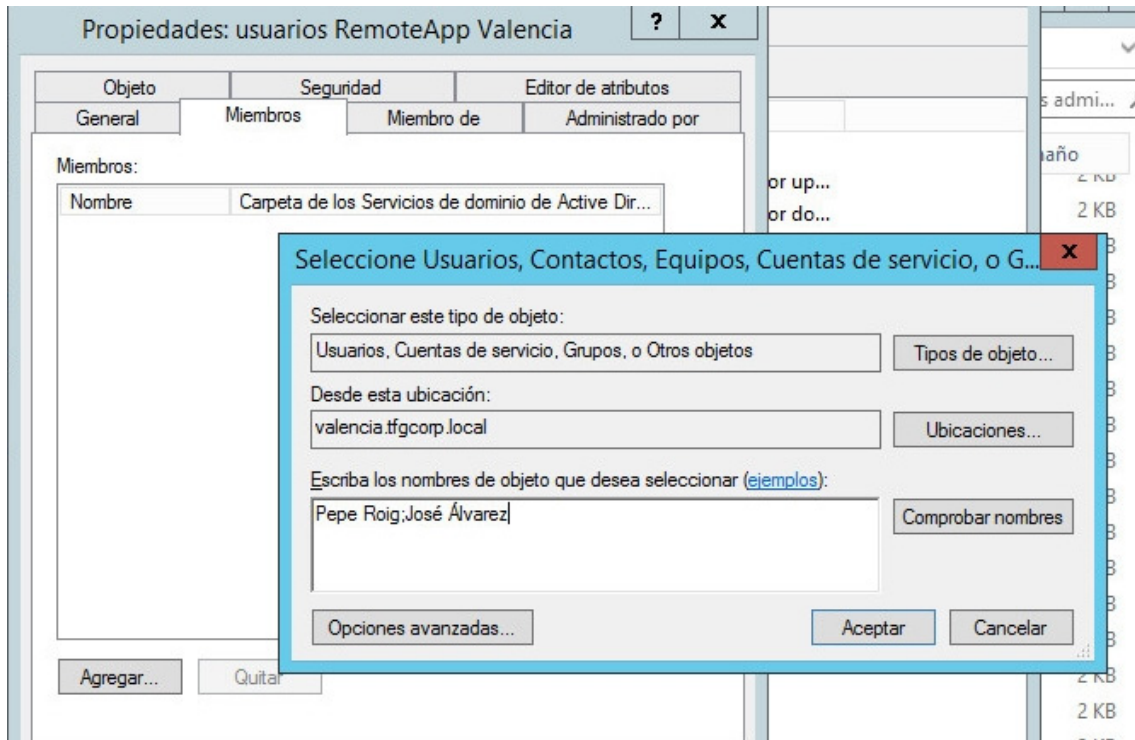 Propiedades: usuarios RemoteApp Valencia
? x
Objeto Seguridad Editor de atributos
General Miembros Miembro de Administrado por
Miembros:
Nombre Carpeta de los Servicios de dominio de Active Dir...
Seleccione Usuarios, Contactos, Equipos, Cuentas de servicio, o G...
x
Seleccionar este tipo de objeto:
Usuarios, Cuentas de servicio, Grupos, o Otros objetos
Tipos de objeto...
Desde esta ubicación:
valencia.tfgcorp.local
Ubicaciones...
Escriba los nombres de objeto que desea seleccionar (ejemplos):
Pepe Roig;José Álvarez
Comprobar nombres
Opciones avanzadas...
Aceptar
Cancelar
Agregar...
Quitar
or up...
or do...
s admi...
año
2 KB
2 KB
2 KB
2 KB